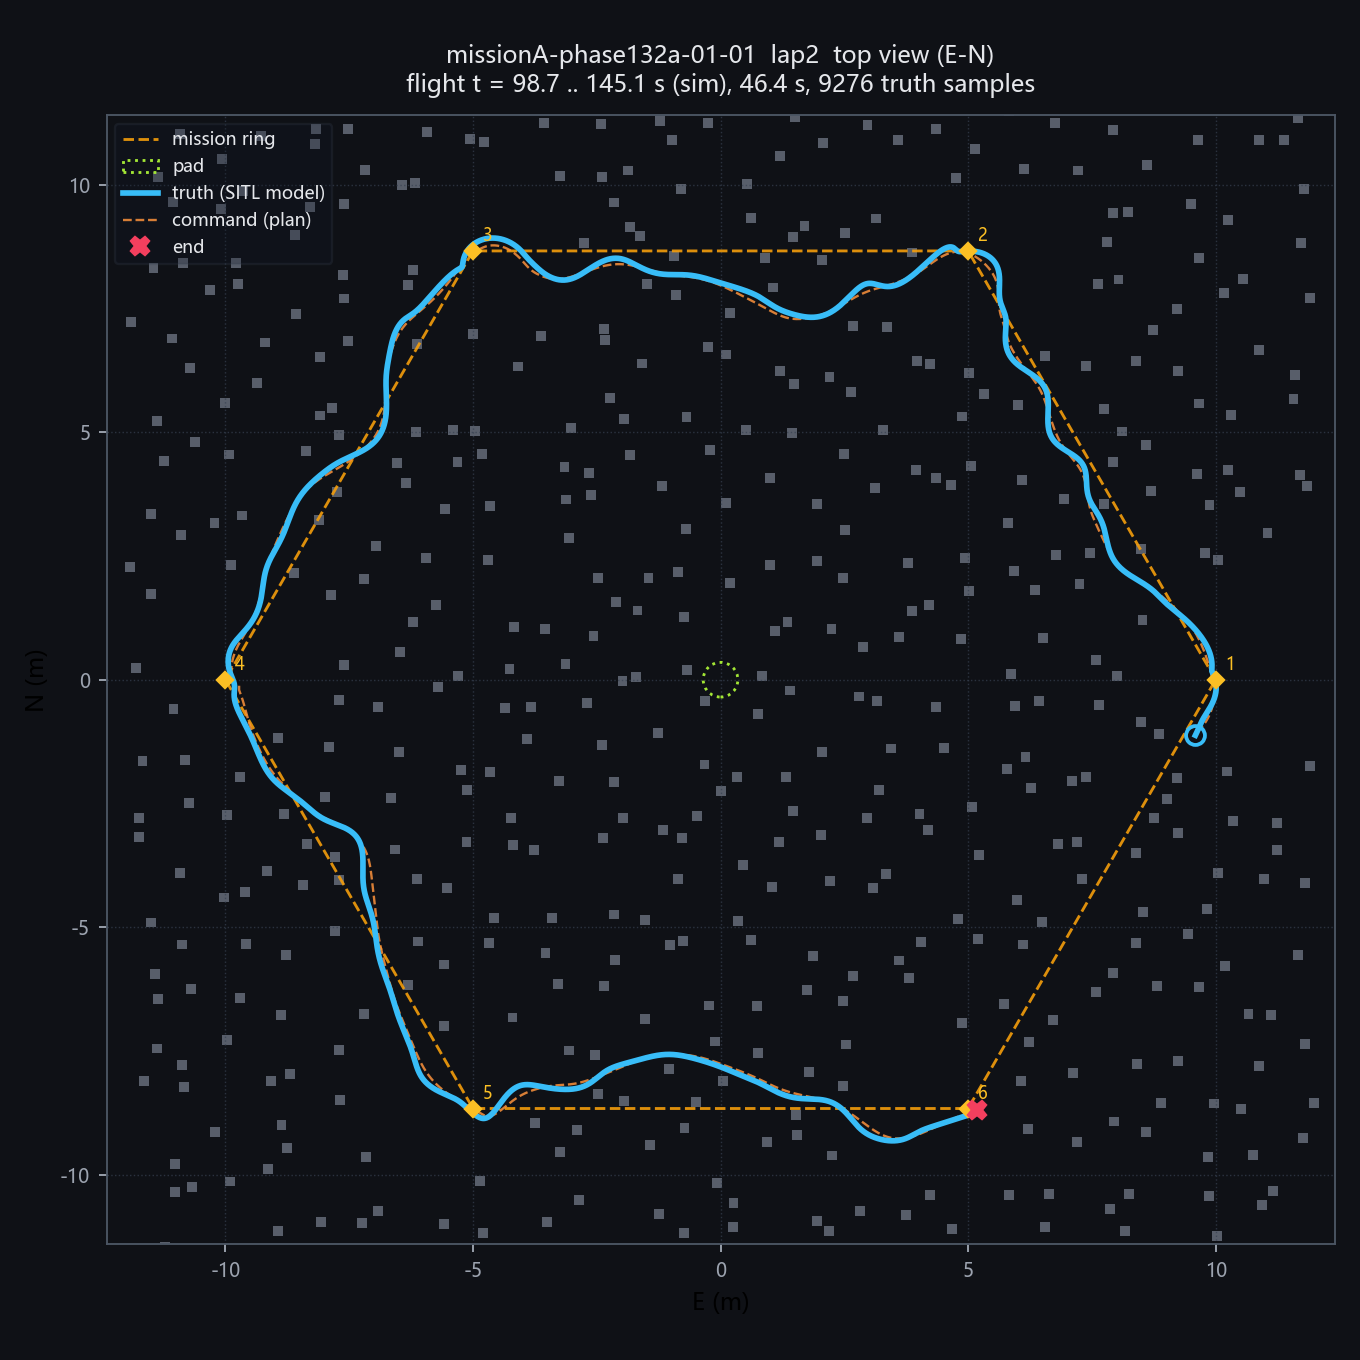 missionA-phase132a-01-01 lap2 top view (E-N)
flight t = 98.7 .. 145.1 s (sim), 46.4 s, 9276 truth samples
mission ring
pad
truth (SITL model)
command (plan)
end
10
5
0
-5
-10
N (m)
3
2
4
1
5
6
-10
-5
0
5
10
E (m)